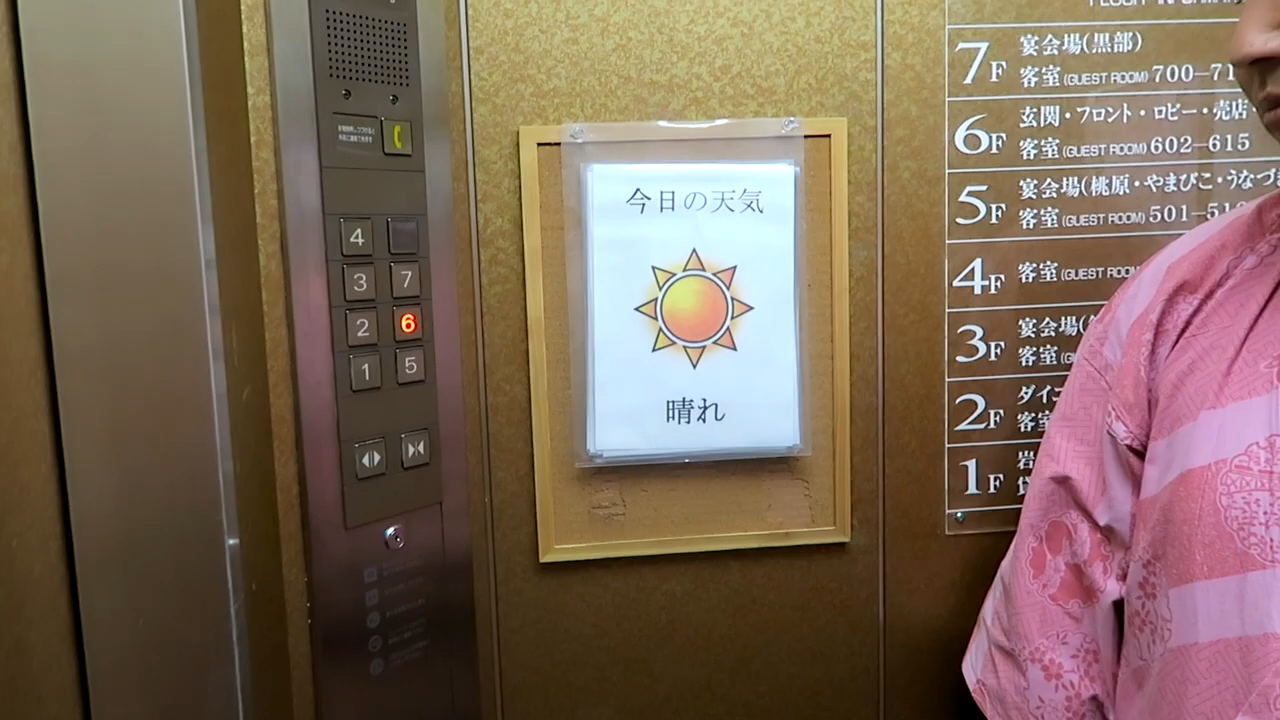 4
3 7
2 6
1 5
今日の天気
晴れ
7F 宴会場(黒部)
客室(GUEST ROOM)700-71
6F 玄関・フロント・ロビー・売店
客室(GUEST ROOM)602-615
5F 宴会場(桃原・やまびこ・うなづ
客室(GUEST ROOM)501-51
4F 客室(GUEST ROOM
3F 宴会場(
客室
2F ダイ
客室
1F 岩